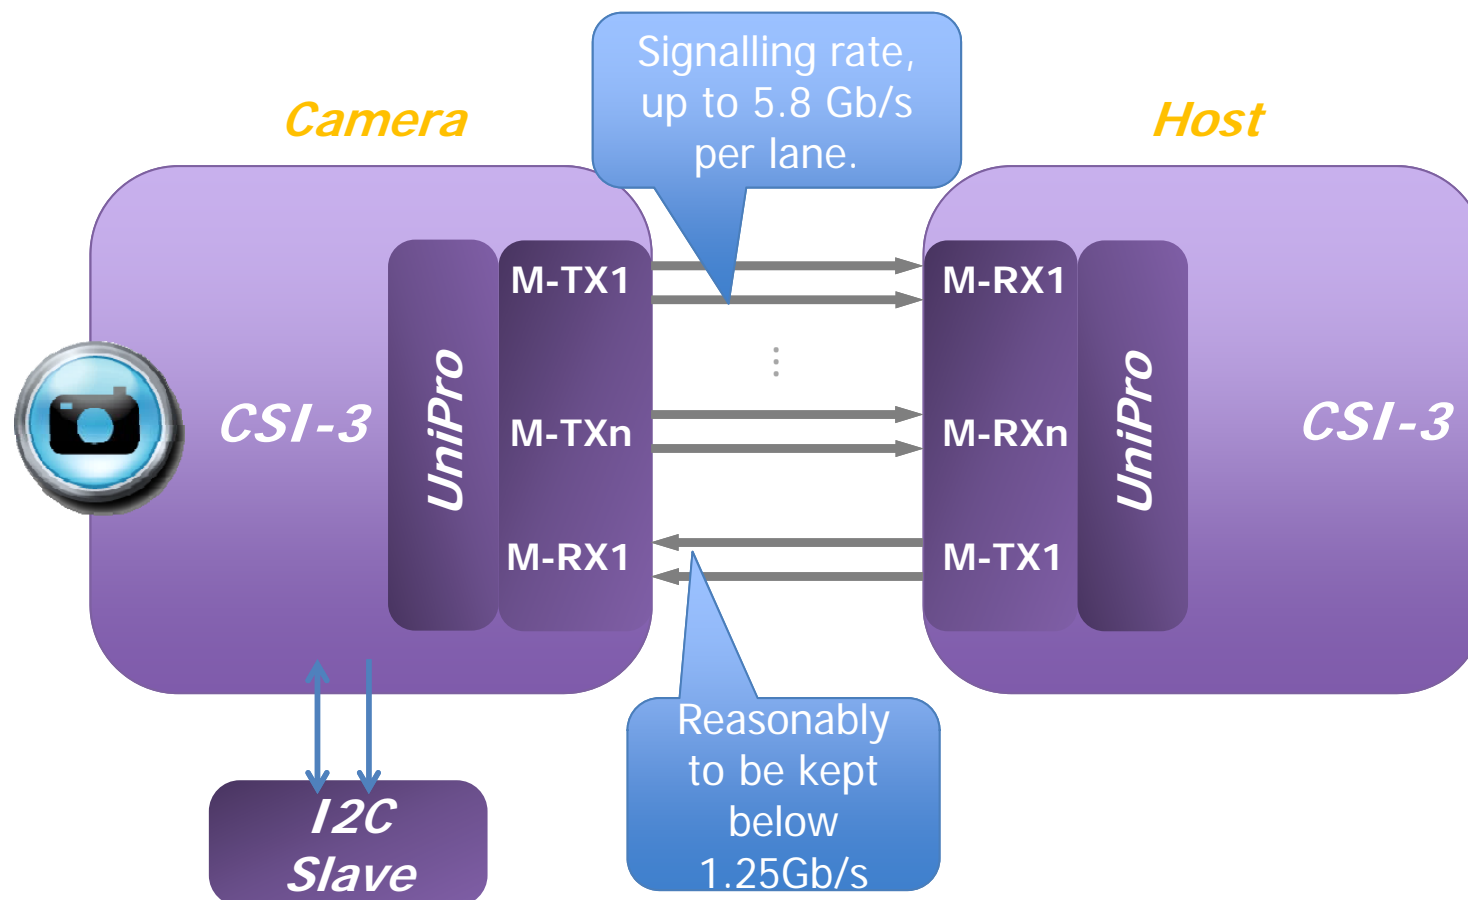 Signalling rate,
up to 5.8 Gb/s
per lane.
Camera
Host
M-TX1
M-RX1
CSI-3
UniPro
M-TXn
M-RXn
UniPro
CSI-3
M-RX1
M-TX1
Reasonably
to be kept
below
1.25Gb/s
I2C
Slave